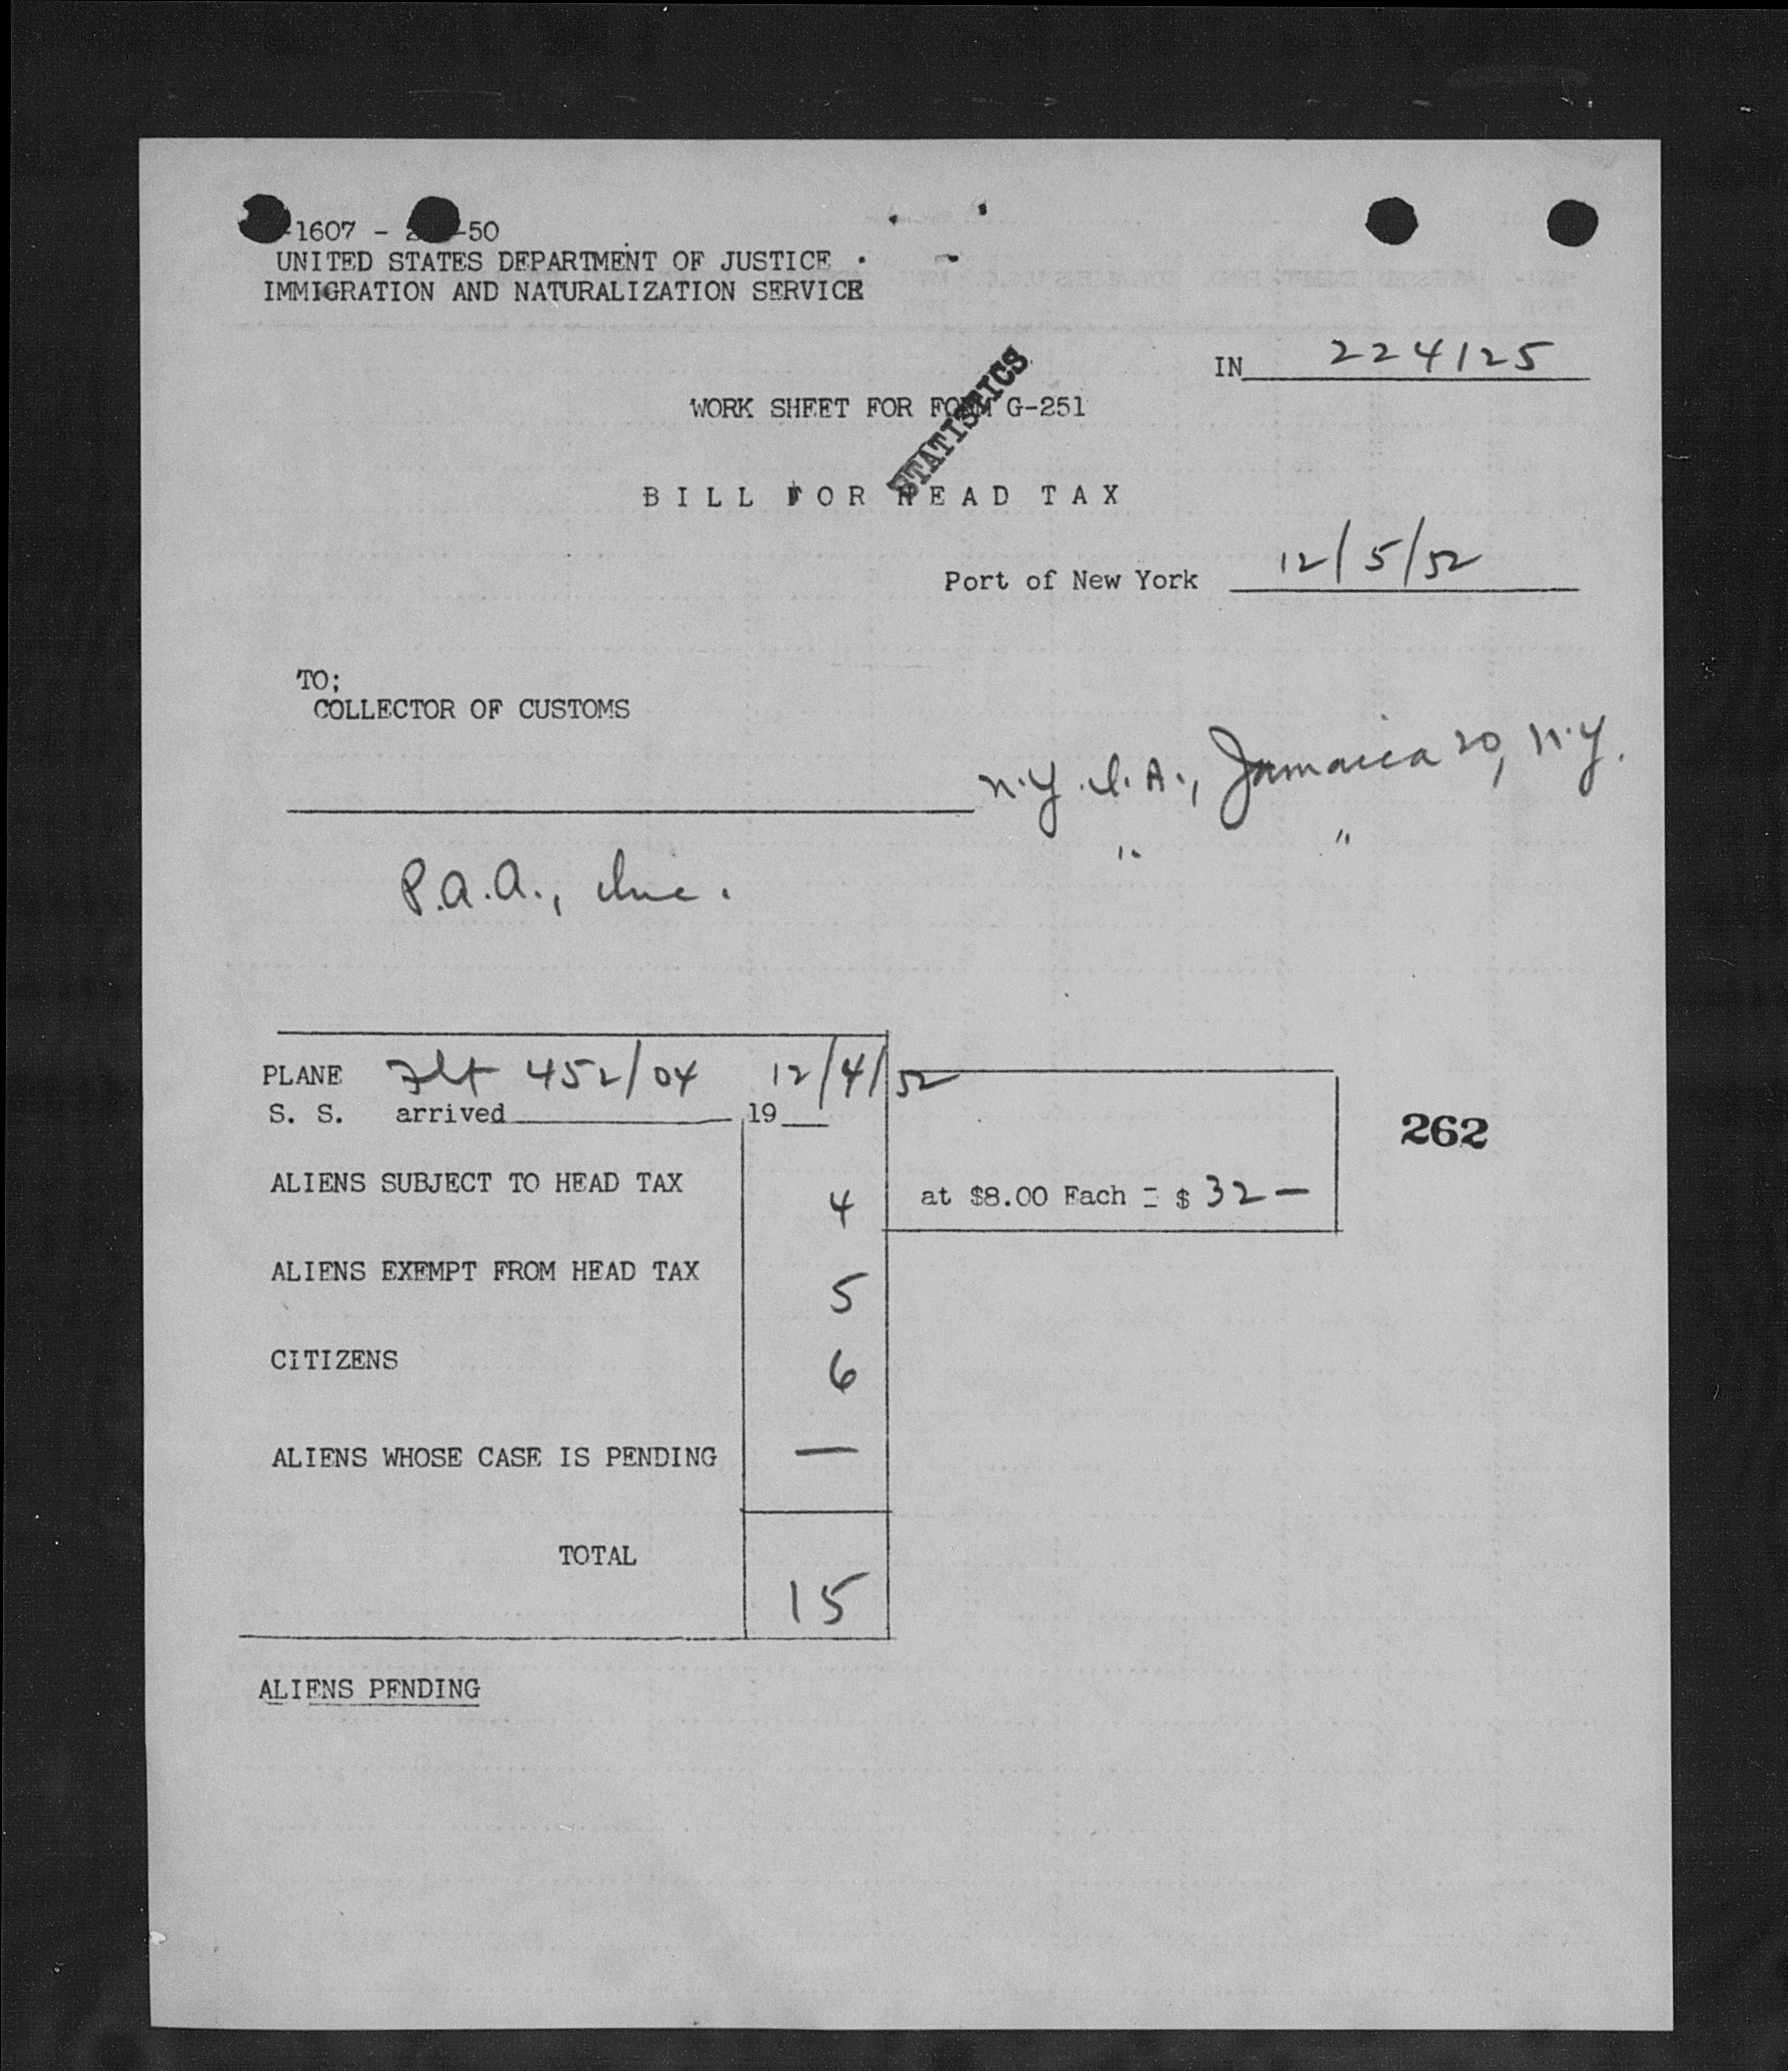 1607 - 2 -50
UNITED STATES DEPARTMENT OF JUSTICE
IMMIGRATION AND NATURALIZATION SERVICE
IN 224125
STATISTICS
WORK SHEET FOR FORM G-251
BILL FOR HEAD TAX
Port of New York 12/5/52
TO;
COLLECTOR OF CUSTOMS
N.Y.I.A., Jamaica 20, N.Y.
" "
P.A.A., Inc.
PLANE Flt 452/04 12/4/52
S. S. arrived 19
262
ALIENS SUBJECT TO HEAD TAX 4 at $8.00 Each = $ 32 —
ALIENS EXEMPT FROM HEAD TAX 5
CITIZENS 6
ALIENS WHOSE CASE IS PENDING —
TOTAL 15
ALIENS PENDING